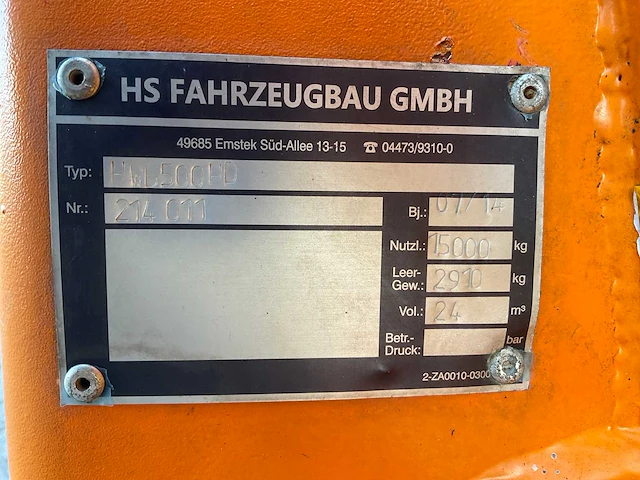 HS FAHRZEUGBAU GMBH
49685 Emstek Süd-Allee 13-15 ☎ 04473/9310-0
Typ:
Nr.: 214 011 Bj.: 07/14
Nutzl.: 15000 kg
Leer-
Gew.: 2910 kg
Vol.: 24 m³
Betr.-
Druck: bar
2-ZA0010-0300